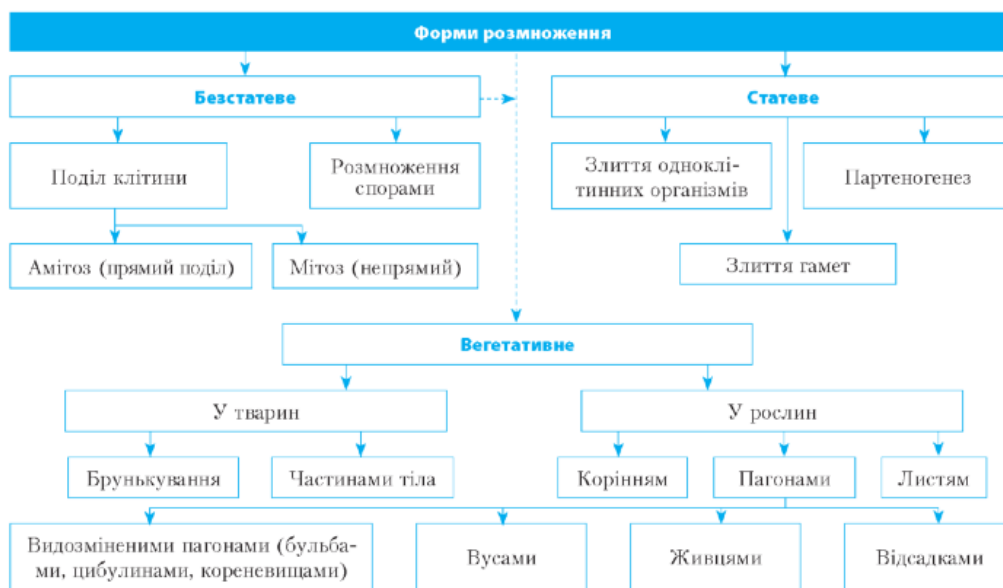 Форми розмноження
Безстатеве
Статеве
Поділ клітини
Розмноження
спорами
Злиття одноклі-
тинних організмів
Партеногенез
Амітоз (прямий поділ)
Мітоз (непрямий)
Злиття гамет
Вегетативне
У тварин
У рослин
Брунькування
Частинами тіла
Корінням
Пагонами
Листям
Видозміненими пагонами (бульба-
ми, цибулинами, кореневищами)
Вусами
Живцями
Відсадками